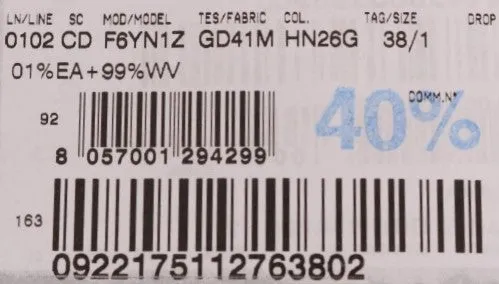 LN/LINE SC MOD/MODEL TES/FABRIC COL. TAG/SIZE DROP
0102 CD F6YN1Z GD41M HN26G 38/1
01%EA+99%WV
COMM.N°
40%
92
8 057001 294299
163
0922175112763802